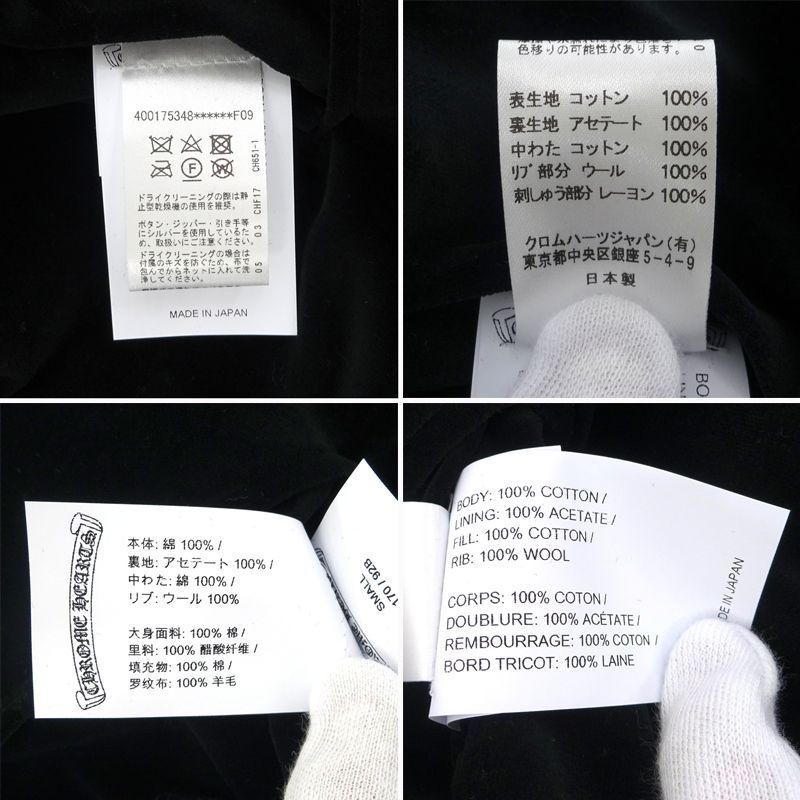 400175348******F09
ドライクリーニングの際は静
止型乾燥機の使用を推奨。
ボタン・ジッパー・引き手等
にシルバーを使用しているた
め、取扱いにご注意ください。
ドライクリーニングの場合は
付属のキズを防ぐため、布で
包んでからネットに入れて洗
浄してください。
05 03 CHF17 CH651-1
MADE IN JAPAN
色移りの可能性があります。
表生地 コットン 100%
裏生地 アセテート 100%
中わた コットン 100%
リブ部分 ウール 100%
刺しゅう部分 レーヨン 100%
クロムハーツジャパン(有)
東京都中央区銀座5-4-9
日本製
BO
CHROME HEARTS
本体: 綿 100% /
裏地: アセテート 100% /
中わた: 綿 100% /
リブ: ウール 100%
大身面料: 100% 棉 /
里料: 100% 醋酸纤维 /
填充物: 100% 棉 /
罗纹布: 100% 羊毛
SMALL
170 / 92B
BODY: 100% COTTON /
LINING: 100% ACETATE /
FILL: 100% COTTON /
RIB: 100% WOOL
CORPS: 100% COTON /
DOUBLURE: 100% ACÉTATE /
REMBOURRAGE: 100% COTON /
BORD TRICOT: 100% LAINE
DE IN JAPAN